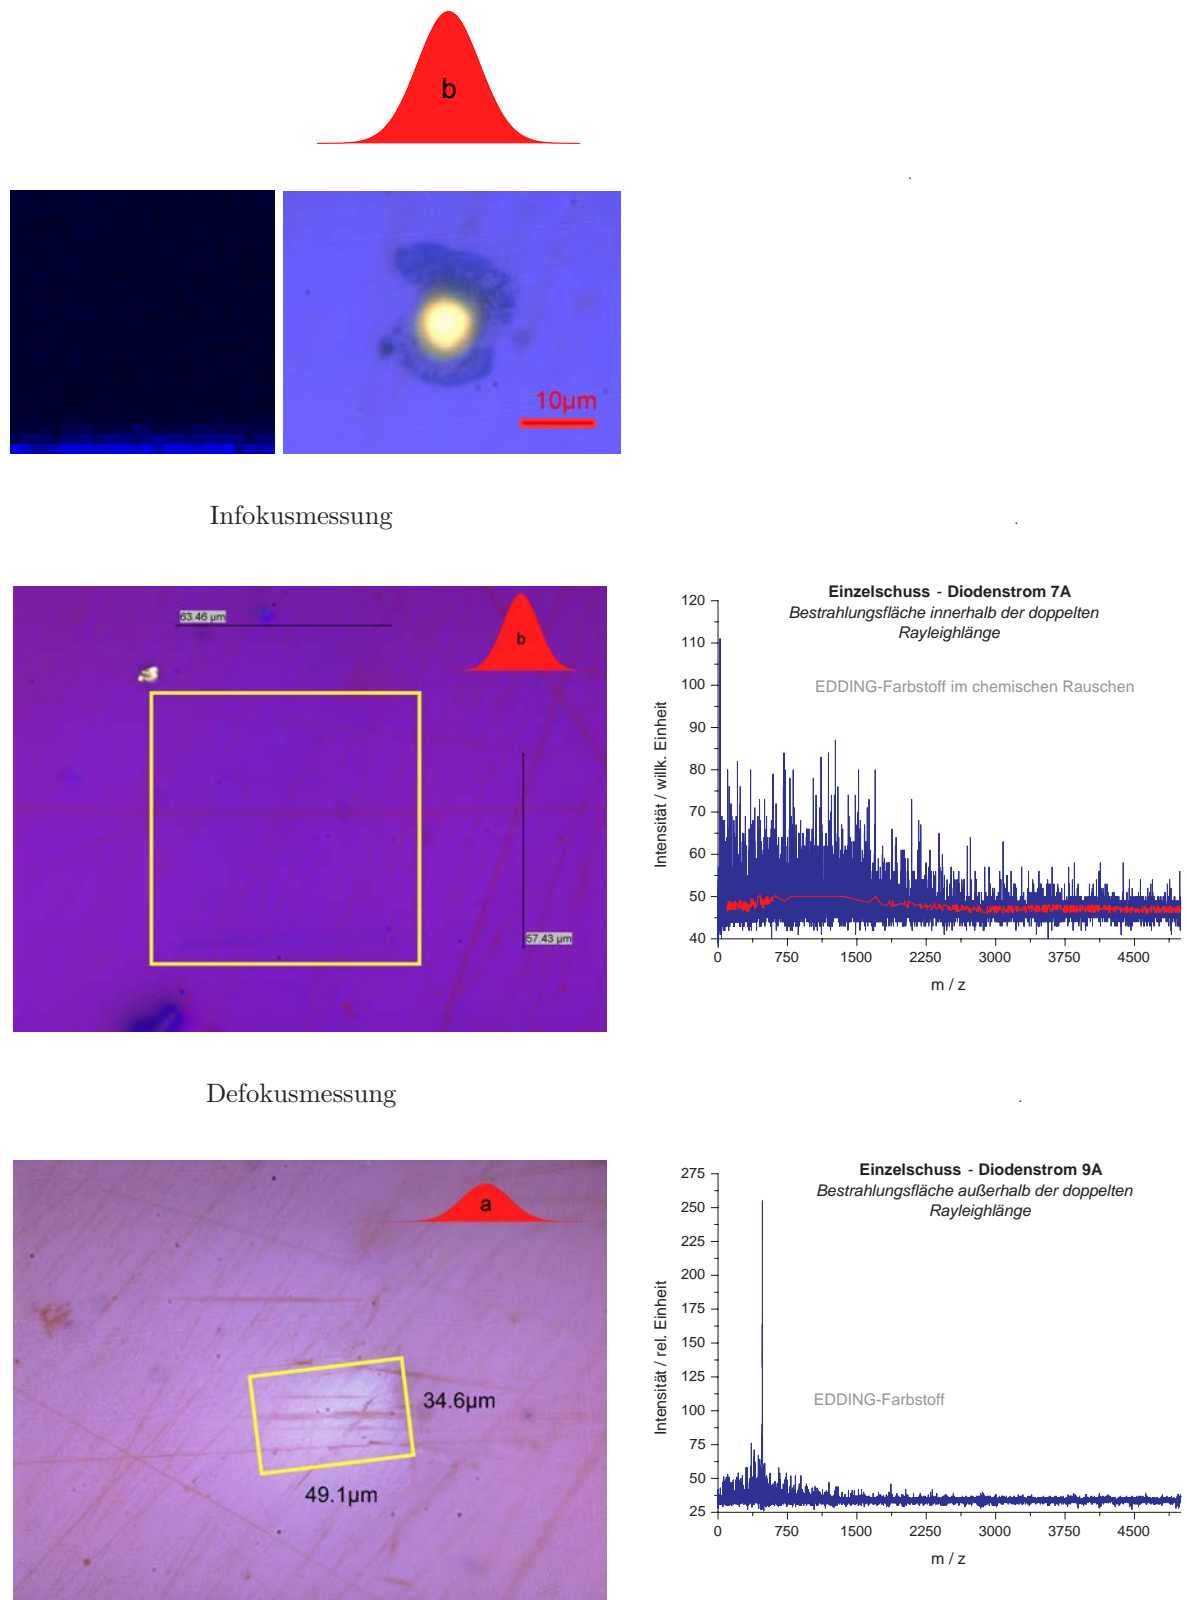 b
10µm
Infokusmessung
63.46 µm
b
57.43 µm
Einzelschuss - Diodenstrom 7A
Bestrahlungsfläche innerhalb der doppelten
Rayleighlänge
EDDING-Farbstoff im chemischen Rauschen
Intensität / willk. Einheit
120
110
100
90
80
70
60
50
40
0 750 1500 2250 3000 3750 4500
m / z
Defokusmessung
a
34.6µm
49.1µm
Einzelschuss - Diodenstrom 9A
Bestrahlungsfläche außerhalb der doppelten
Rayleighlänge
EDDING-Farbstoff
Intensität / rel. Einheit
275
250
225
200
175
150
125
100
75
50
25
0 750 1500 2250 3000 3750 4500
m / z